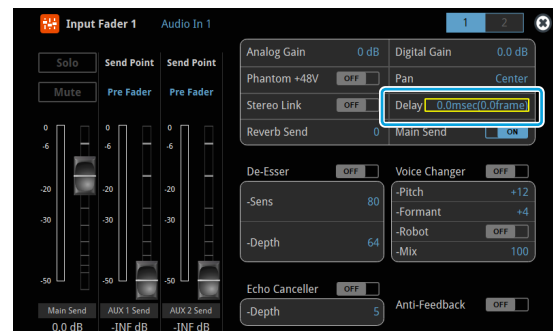 Input Fader 1 Audio In 1 1 2
Solo Send Point Send Point
Mute Pre Fader Pre Fader
0 0 0
-6 -6 -6
-20 -20 -20
-30 -30 -30
-50 -50 -50
Main Send AUX 1 Send AUX 2 Send
0.0 dB -INF dB -INF dB
Analog Gain 0 dB
Phantom +48V OFF
Stereo Link OFF
Reverb Send 0
Digital Gain 0.0 dB
Pan Center
Delay 0.0msec(0.0frame)
Main Send ON
De-Esser OFF
-Sens 80
-Depth 64
Echo Canceller OFF
-Depth 5
Voice Changer OFF
-Pitch +12
-Formant +4
-Robot OFF
-Mix 100
Anti-Feedback OFF